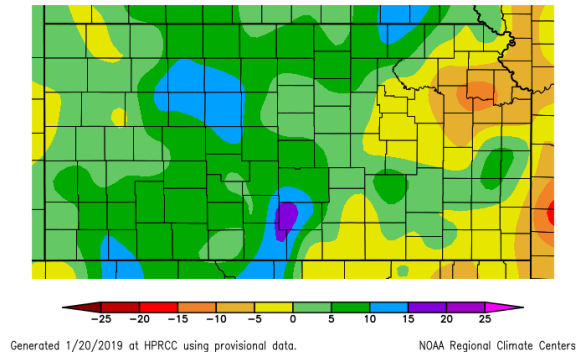 -25 -20 -15 -10 -5 0 5 10 15 20 25
Generated 1/20/2019 at HPRCC using provisional data. NOAA Regional Climate Centers